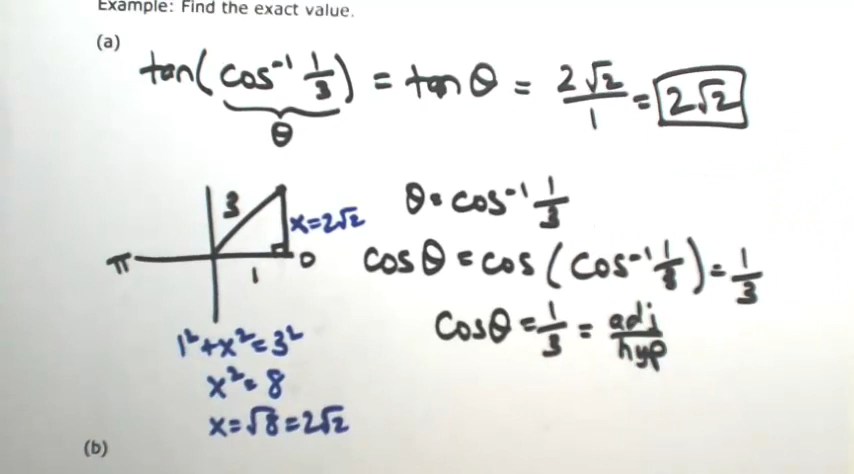 Example: Find the exact value.
(a)
tan(cos⁻¹ 1/3) = tan θ = 2√2/1 = 2√2
θ
3
x=2√2
π
0
1
θ = cos⁻¹ 1/3
cos θ = cos (cos⁻¹ 1/3) = 1/3
cos θ = 1/3 = adj/hyp
1² + x² = 3²
x² = 8
x = √8 = 2√2
(b)